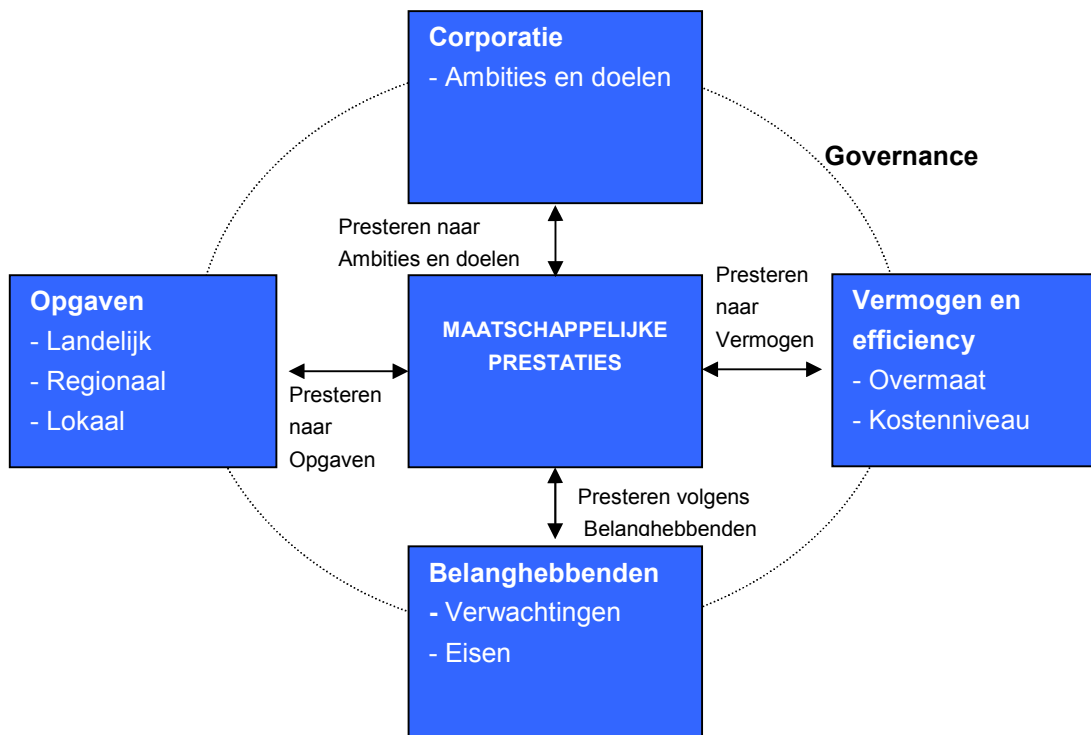 Corporatie
- Ambities en doelen
Governance
Presteren naar
Ambities en doelen
Opgaven
- Landelijk
- Regionaal
- Lokaal
MAATSCHAPPELIJKE
PRESTATIES
Presteren
naar
Vermogen
Vermogen en
efficiency
- Overmaat
- Kostenniveau
Presteren
naar
Opgaven
Presteren volgens
Belanghebbenden
Belanghebbenden
- Verwachtingen
- Eisen